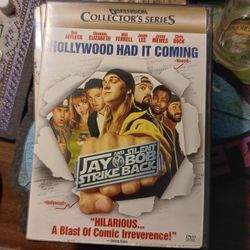 DIMENSION
COLLECTOR'S SERIES
Ben AFFLECK
Shannon ELIZABETH
Will FERRELL
Jason LEE
Jason MEWES
Chris ROCK
HOLLYWOOD HAD IT COMING
JAY AND SILENT BOB
STRIKE BACK
"HILARIOUS...
A Blast Of Comic Irreverence!"
DVD